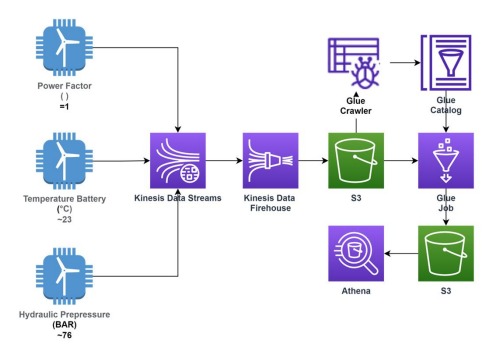 Power Factor
( )
=1
Glue
Crawler
Glue
Catalog
Temperature Battery
(°C)
~23
Kinesis Data Streams
Kinesis Data
Firehouse
S3
Glue
Job
Hydraulic Prepressure
(BAR)
~76
Athena
S3